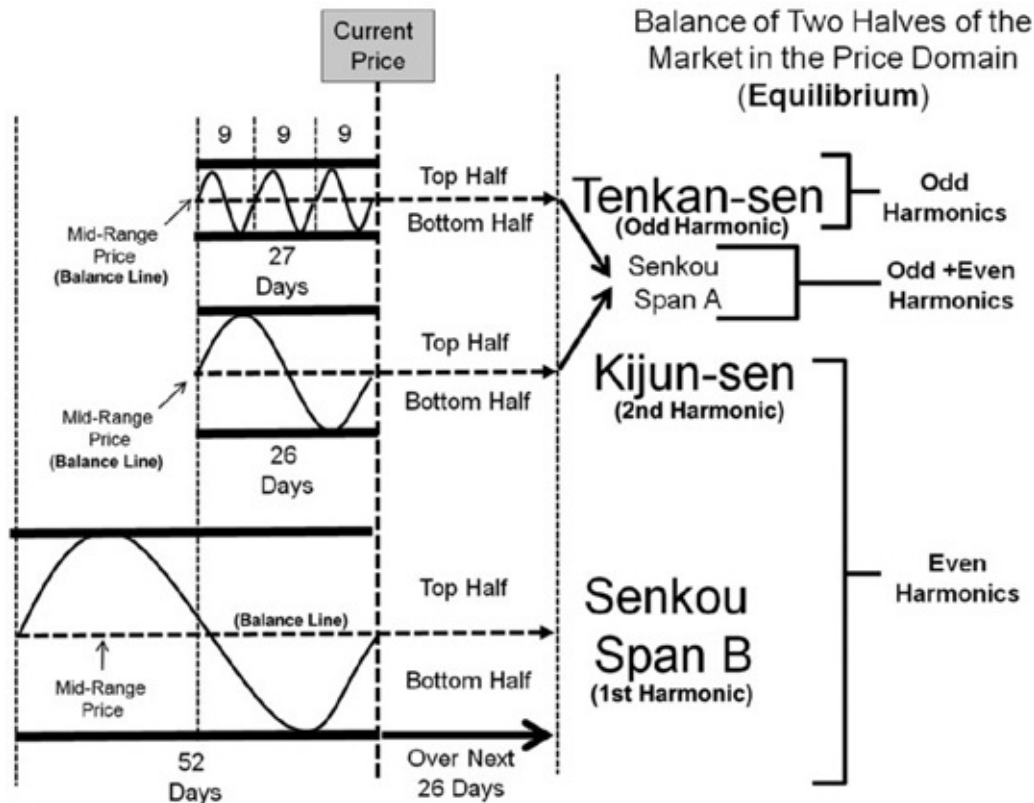 Current
Price
Balance of Two Halves of the
Market in the Price Domain
(Equilibrium)
9 9 9
Top Half
Bottom Half
Mid-Range
Price
(Balance Line)
27
Days
Tenkan-sen
(Odd Harmonic)
Odd
Harmonics
Senkou
Span A
Odd +Even
Harmonics
Top Half
Bottom Half
Mid-Range
Price
(Balance Line)
26
Days
Kijun-sen
(2nd Harmonic)
Top Half
(Balance Line)
Bottom Half
Mid-Range
Price
Senkou
Span B
(1st Harmonic)
Even
Harmonics
52
Days
Over Next
26 Days